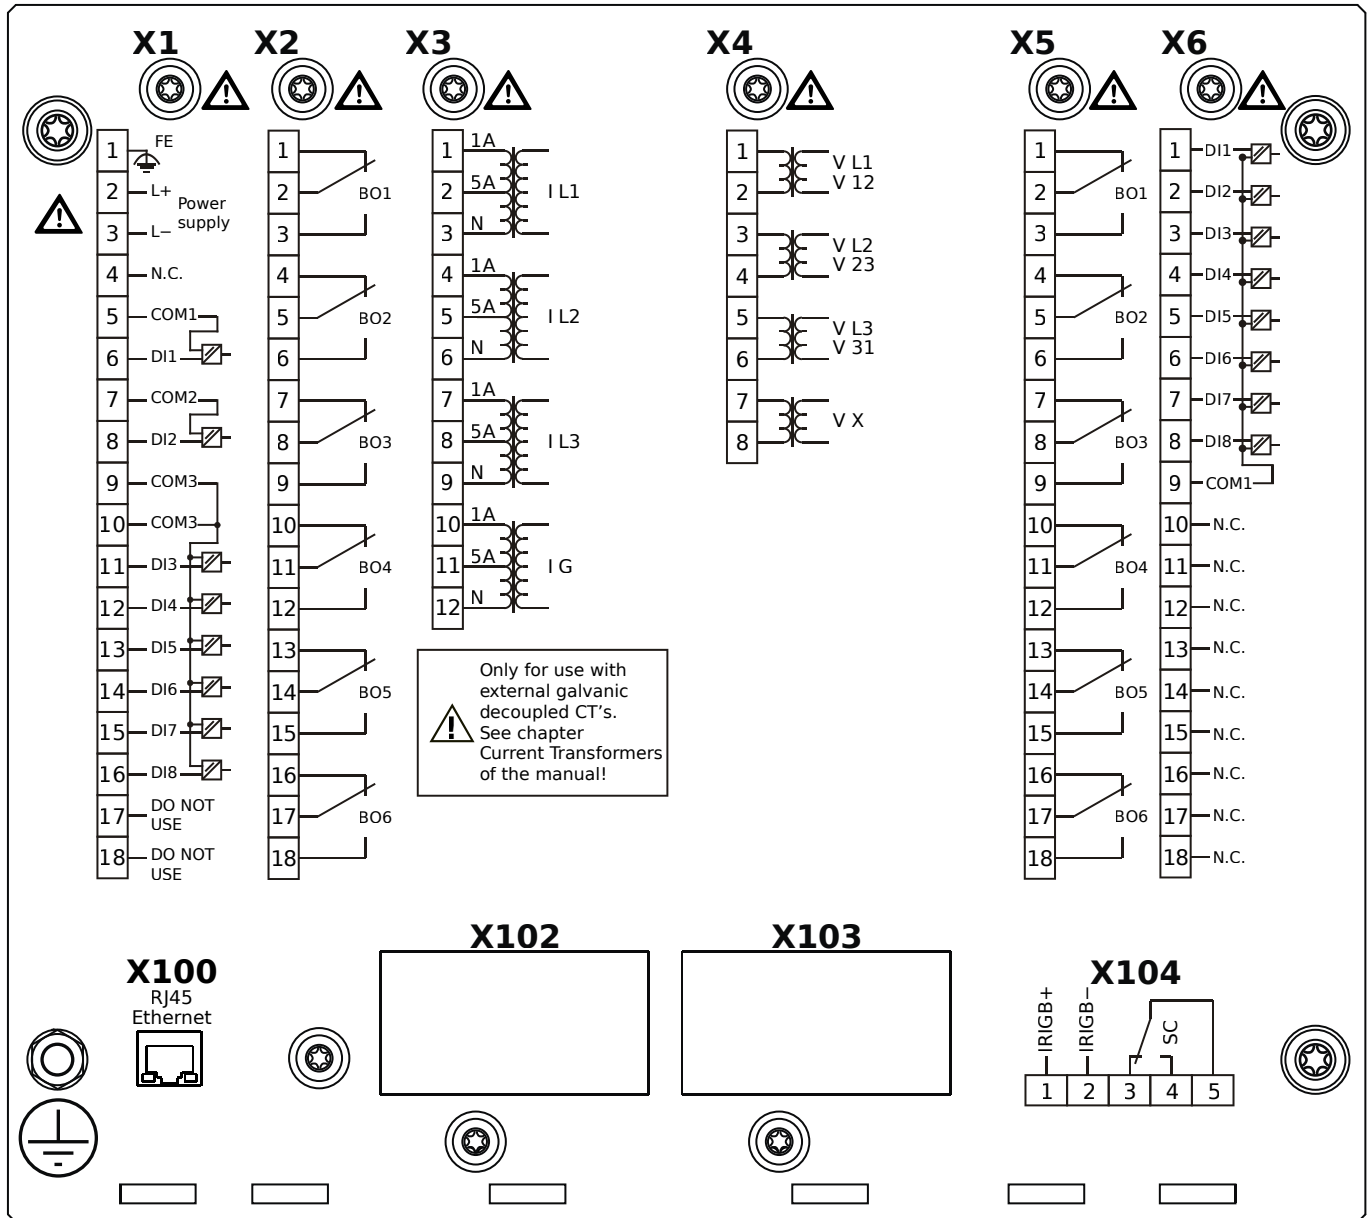 X1 X2 X3 X4 X5 X6
1 FE
2 L+ Power
supply
3 L−
4 N.C.
5 COM1
6 DI1
7 COM2
8 DI2
9 COM3
10 COM3
11 DI3
12 DI4
13 DI5
14 DI6
15 DI7
16 DI8
17 DO NOT
USE
18 DO NOT
USE
1
2 BO1
3
4
5 BO2
6
7
8 BO3
9
10
11 BO4
12
13
14 BO5
15
16
17 BO6
18
1 1A
2 5A I L1
3 N
4 1A
5 5A I L2
6 N
7 1A
8 5A I L3
9 N
10 1A
11 5A I G
12 N
Only for use with
external galvanic
decoupled CT's.
See chapter
Current Transformers
of the manual!
1 V L1
2 V 12
3 V L2
4 V 23
5 V L3
6 V 31
7 V X
8
1
2 BO1
3
4
5 BO2
6
7
8 BO3
9
10
11 BO4
12
13
14 BO5
15
16
17 BO6
18
1 DI1
2 DI2
3 DI3
4 DI4
5 DI5
6 DI6
7 DI7
8 DI8
9 COM1
10 N.C.
11 N.C.
12 N.C.
13 N.C.
14 N.C.
15 N.C.
16 N.C.
17 N.C.
18 N.C.
X100
RJ45
Ethernet
X102
X103
X104
IRIGB+
IRIGB−
SC
1 2 3 4 5